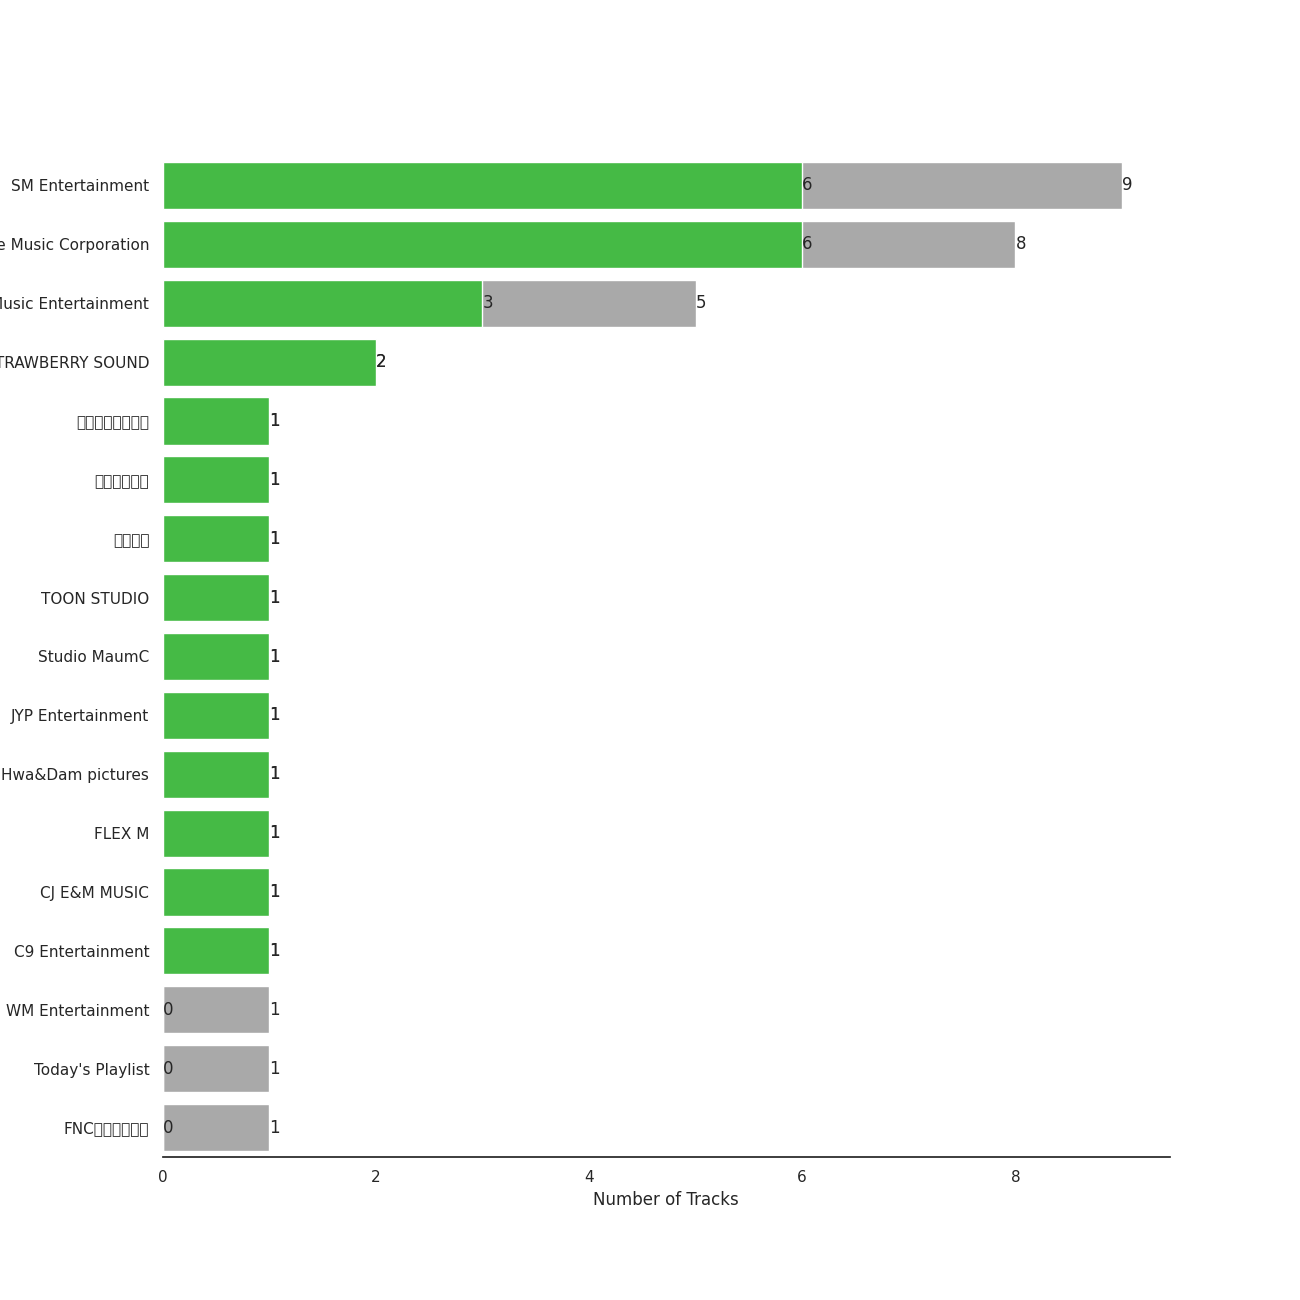 SM Entertainment 6 9
e Music Corporation 6 8
Music Entertainment 3 5
TRAWBERRY SOUND 2
1
1
1
TOON STUDIO 1
Studio MaumC 1
JYP Entertainment 1
Hwa&Dam pictures 1
FLEX M 1
CJ E&M MUSIC 1
C9 Entertainment 1
WM Entertainment 0 1
Today's Playlist 0 1
FNC 0 1
0 2 4 6 8
Number of Tracks